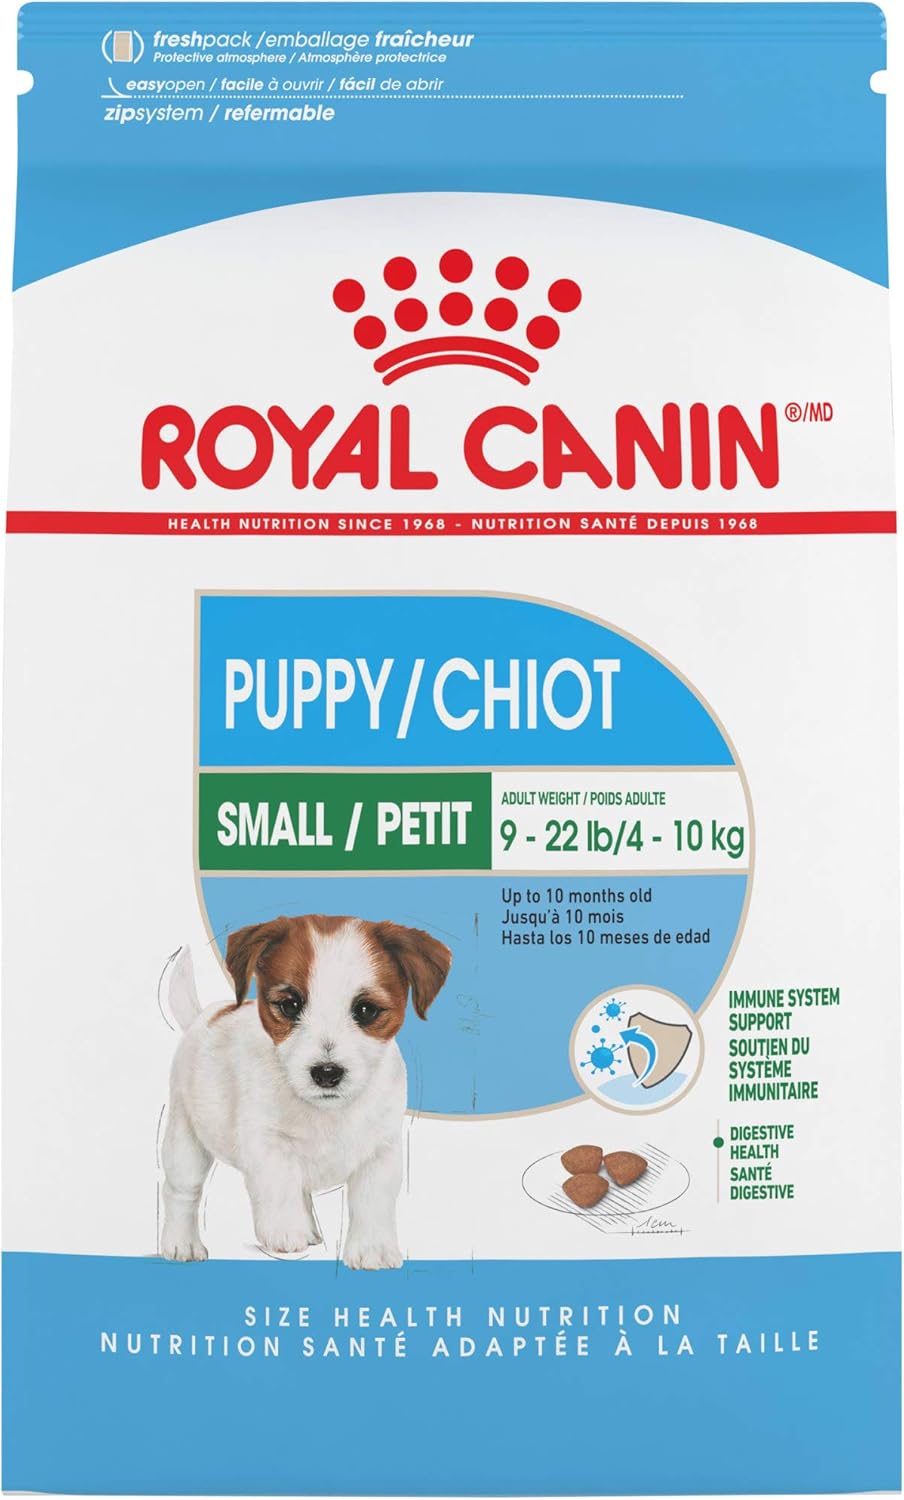 freshpack / emballage fraîcheur
Protective atmosphere / Atmosphère protectrice
easyopen / facile à ouvrir / fácil de abrir
zipsystem / refermable
ROYAL CANIN ®/MD
HEALTH NUTRITION SINCE 1968 - NUTRITION SANTÉ DEPUIS 1968
PUPPY/CHIOT
SMALL / PETIT
ADULT WEIGHT / POIDS ADULTE
9 - 22 lb/4 - 10 kg
Up to 10 months old
Jusqu'à 10 mois
Hasta los 10 meses de edad
IMMUNE SYSTEM
SUPPORT
SOUTIEN DU
SYSTÈME
IMMUNITAIRE
DIGESTIVE
HEALTH
SANTÉ
DIGESTIVE
1cm
SIZE HEALTH NUTRITION
NUTRITION SANTÉ ADAPTÉE À LA TAILLE